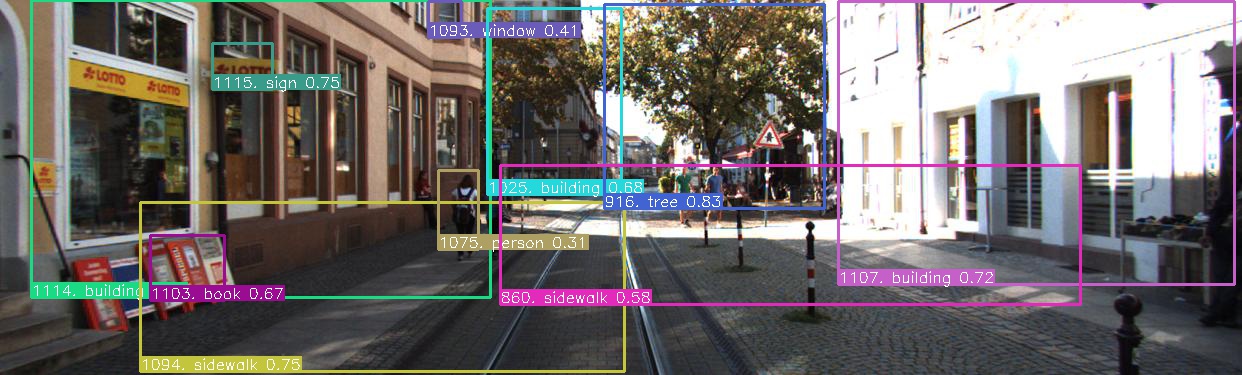 1093. window 0.41
LOTTO
LOTTO
LOTTO
1115. sign 0.75
LOTTO
1025. building 0.68
916. tree 0.83
1075. person 0.31
1107. building 0.72
1114. building
1103. book 0.67
860. sidewalk 0.58
1094. sidewalk 0.75